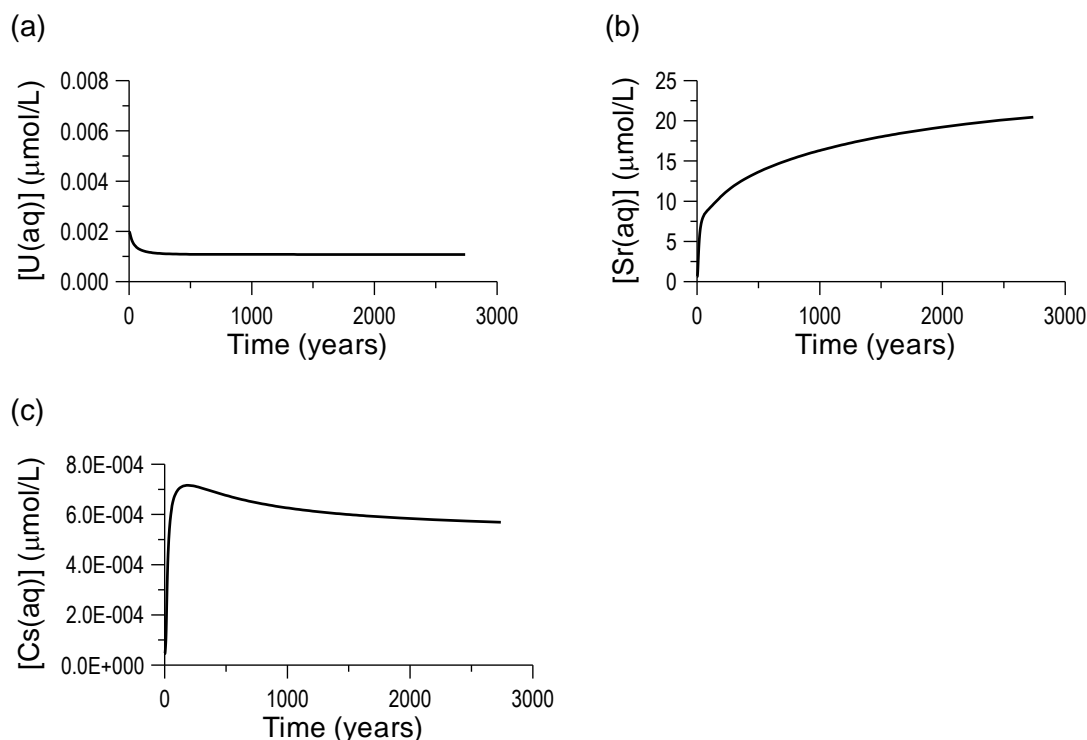 (a)
[U(aq)] (μmol/L)
0.008
0.006
0.004
0.002
0.000
0 1000 2000 3000
Time (years)
(b)
[Sr(aq)] (μmol/L)
25
20
15
10
5
0
0 1000 2000 3000
Time (years)
(c)
[Cs(aq)] (μmol/L)
8.0E-004
6.0E-004
4.0E-004
2.0E-004
0.0E+000
0 1000 2000 3000
Time (years)